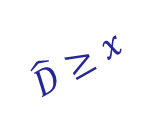 D̂ ≥ x